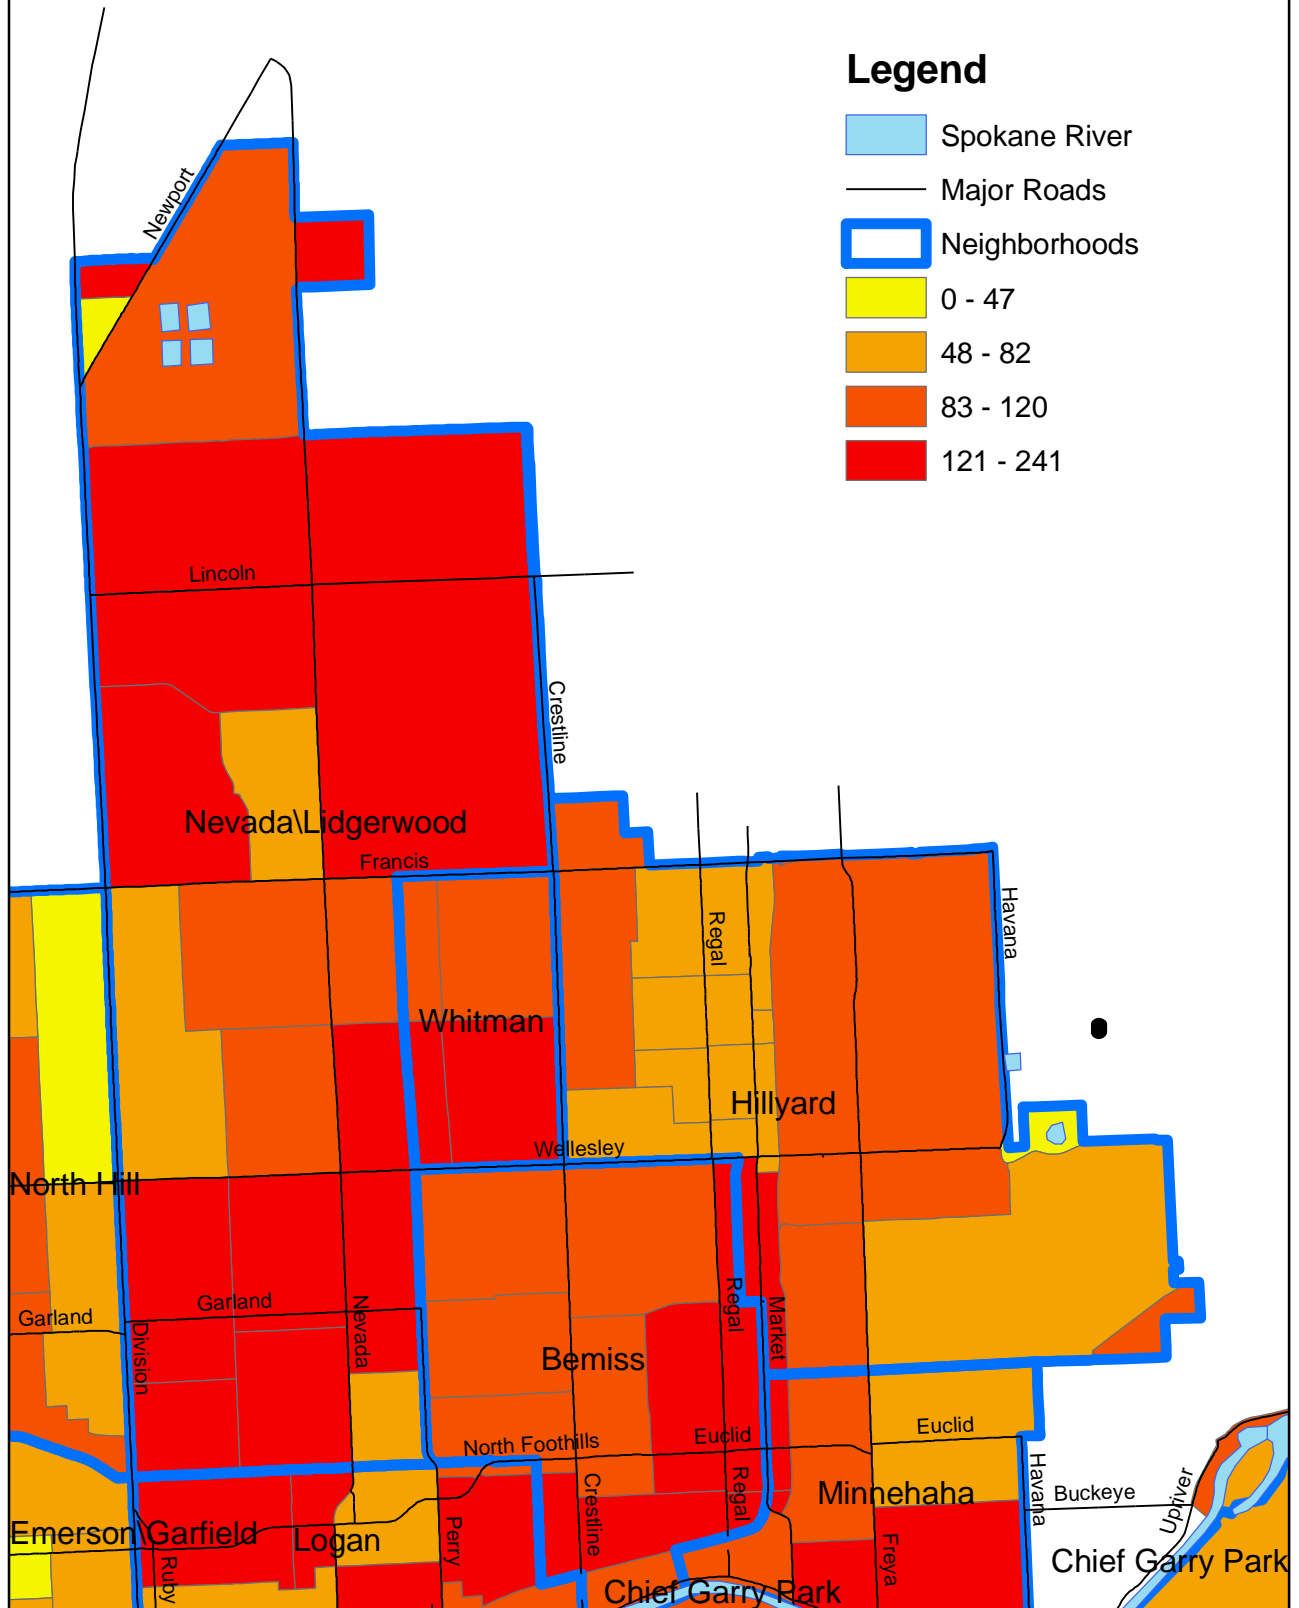 Legend
Spokane River
Major Roads
Neighborhoods
0 - 47
48 - 82
83 - 120
121 - 241
Newport
Lincoln
Crestline
Nevada\Lidgerwood
Francis
Havana
Regal
Whitman
Hillyard
Wellesley
North Hill
Garland
Garland
Division
Nevada
Regal
Market
Bemiss
North Foothills
Euclid
Euclid
Crestline
Regal
Minnehaha
Havana
Buckeye
Upriver
Emerson\Garfield
Logan
Perry
Ruby
Freya
Chief Garry Park
Chief Garry Park